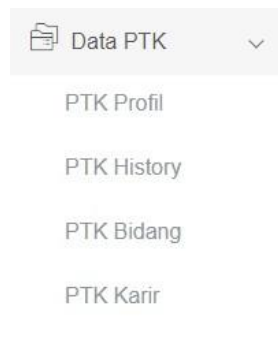 Data PTK
PTK Profil
PTK History
PTK Bidang
PTK Karir